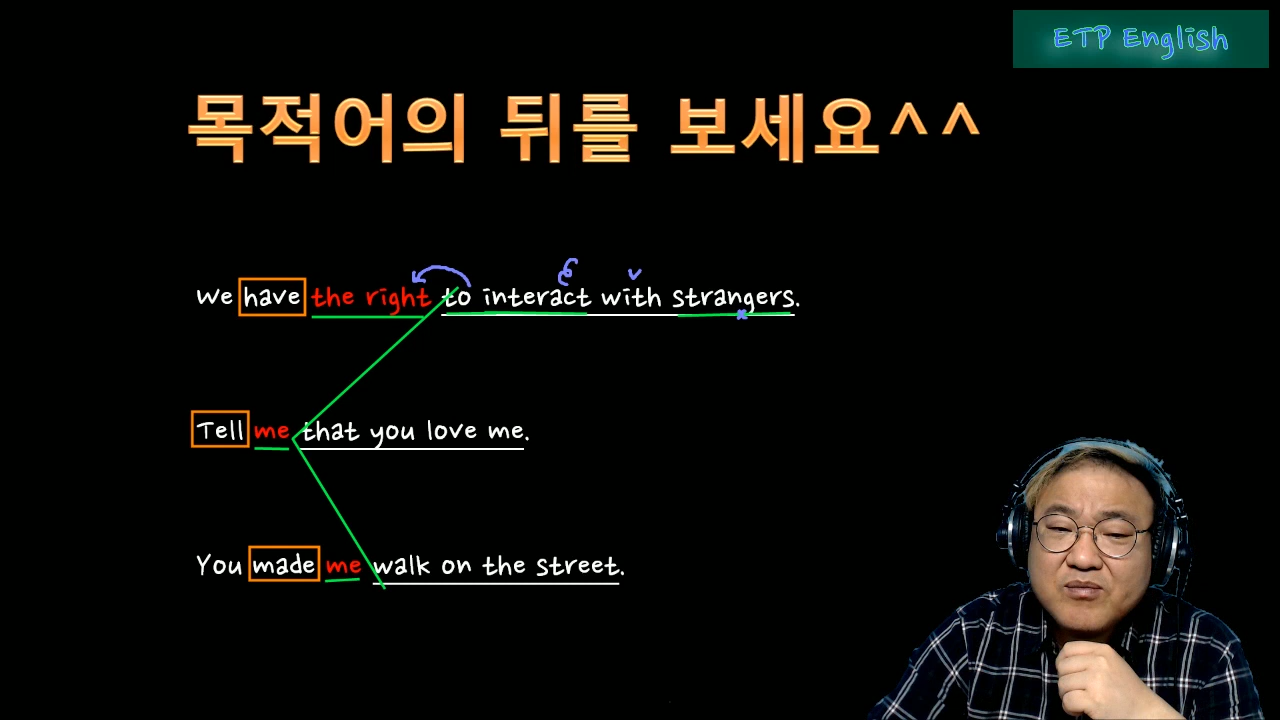 ETP English
목적어의 뒤를 보세요^^
We have the right to interact with strangers.
Tell me that you love me.
You made me walk on the street.